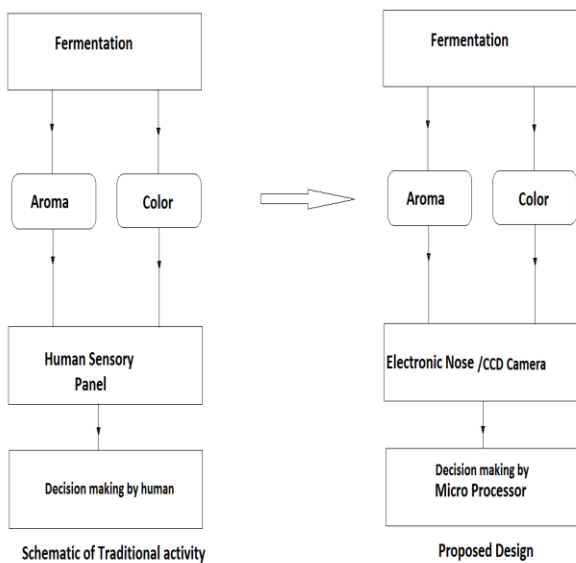 Fermentation
Aroma
Color
Human Sensory
Panel
Decision making by human
Schematic of Traditional activity
Fermentation
Aroma
Color
Electronic Nose /CCD Camera
Decision making by
Micro Processor
Proposed Design